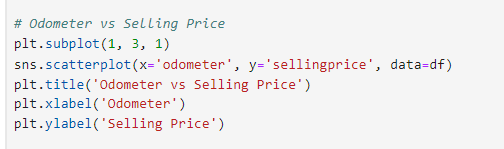 # Odometer vs Selling Price
plt.subplot(1, 3, 1)
sns.scatterplot(x='odometer', y='sellingprice', data=df)
plt.title('Odometer vs Selling Price')
plt.xlabel('Odometer')
plt.ylabel('Selling Price')